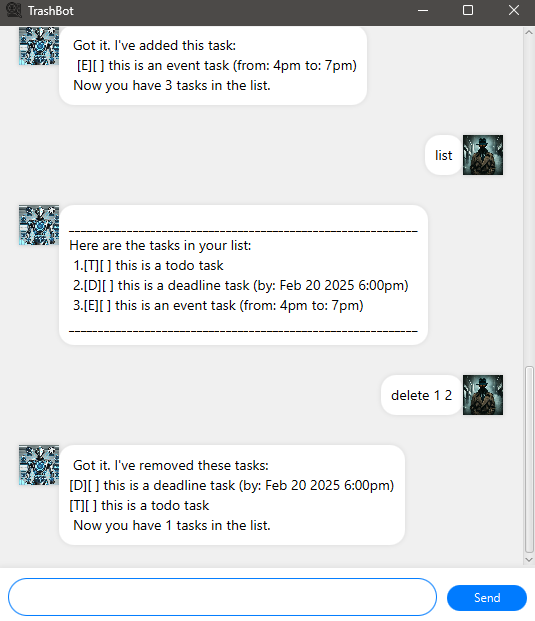 TrashBot
Got it. I've added this task:
[E][ ] this is an event task (from: 4pm to: 7pm)
Now you have 3 tasks in the list.
list
____________________________________________________________
Here are the tasks in your list:
1.[T][ ] this is a todo task
2.[D][ ] this is a deadline task (by: Feb 20 2025 6:00pm)
3.[E][ ] this is an event task (from: 4pm to: 7pm)
____________________________________________________________
delete 1 2
Got it. I've removed these tasks:
[D][ ] this is a deadline task (by: Feb 20 2025 6:00pm)
[T][ ] this is a todo task
Now you have 1 tasks in the list.
Send